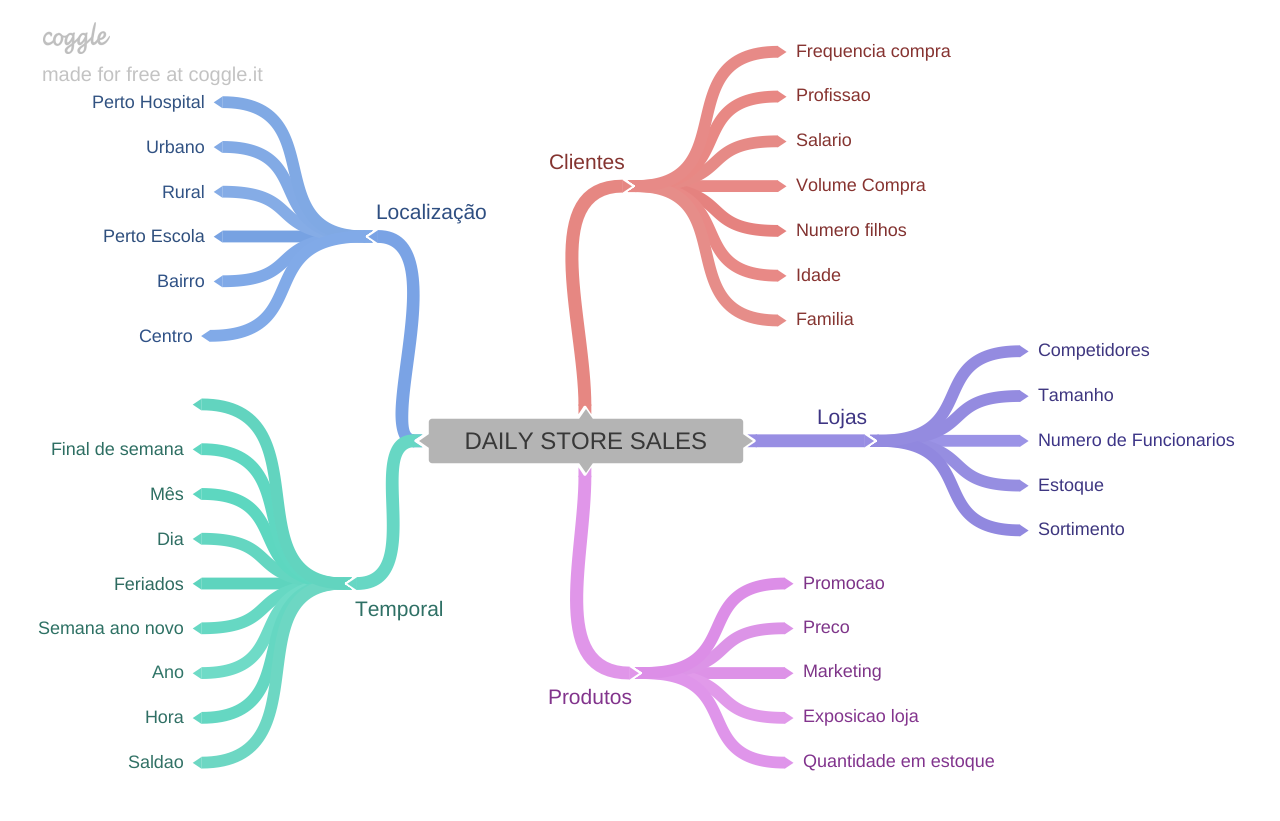 coggle
made for free at coggle.it
Perto Hospital
Urbano
Rural
Perto Escola
Bairro
Centro
Localização
Final de semana
Mês
Dia
Feriados
Semana ano novo
Ano
Hora
Saldao
Temporal
DAILY STORE SALES
Clientes
Frequencia compra
Profissao
Salario
Volume Compra
Numero filhos
Idade
Familia
Lojas
Competidores
Tamanho
Numero de Funcionarios
Estoque
Sortimento
Produtos
Promocao
Preco
Marketing
Exposicao loja
Quantidade em estoque